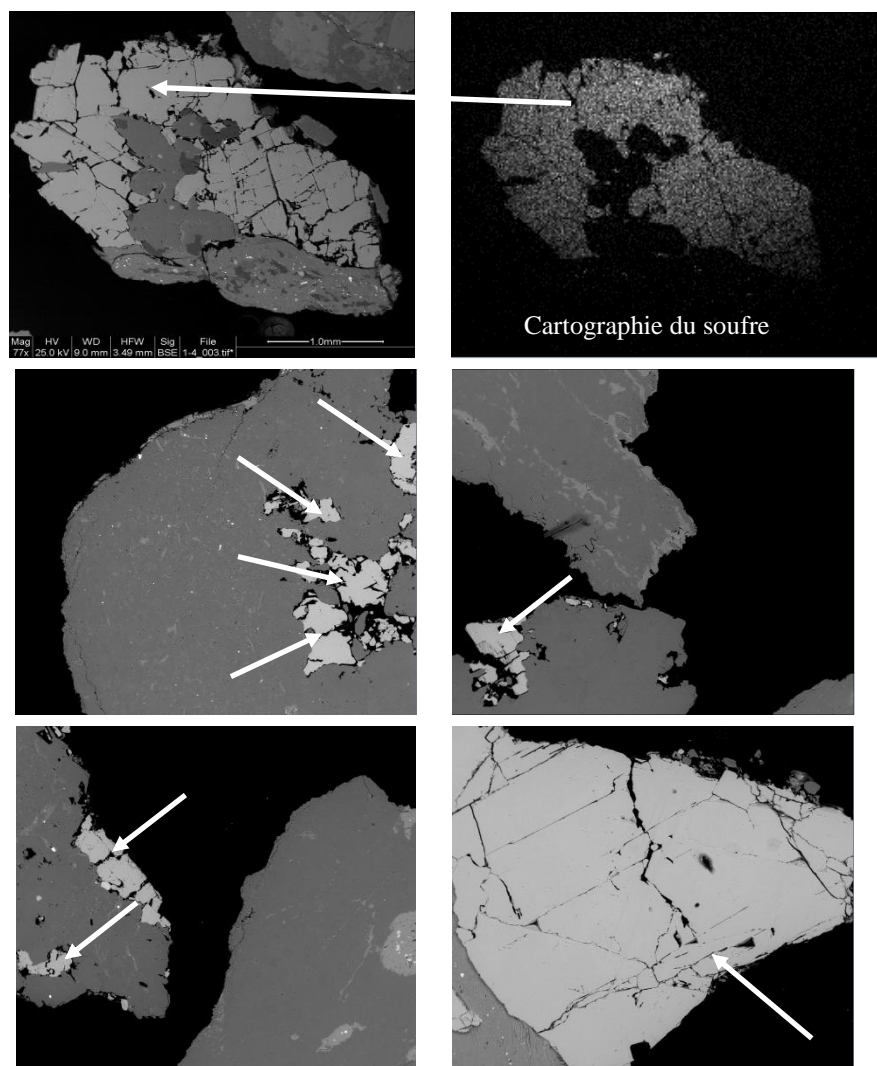 Cartographie du soufre
Mag HV WD HFW Sig File
77x 25.0 kV 9.0 mm 3.49 mm BSE 1-4_003.tif* 1.0mm